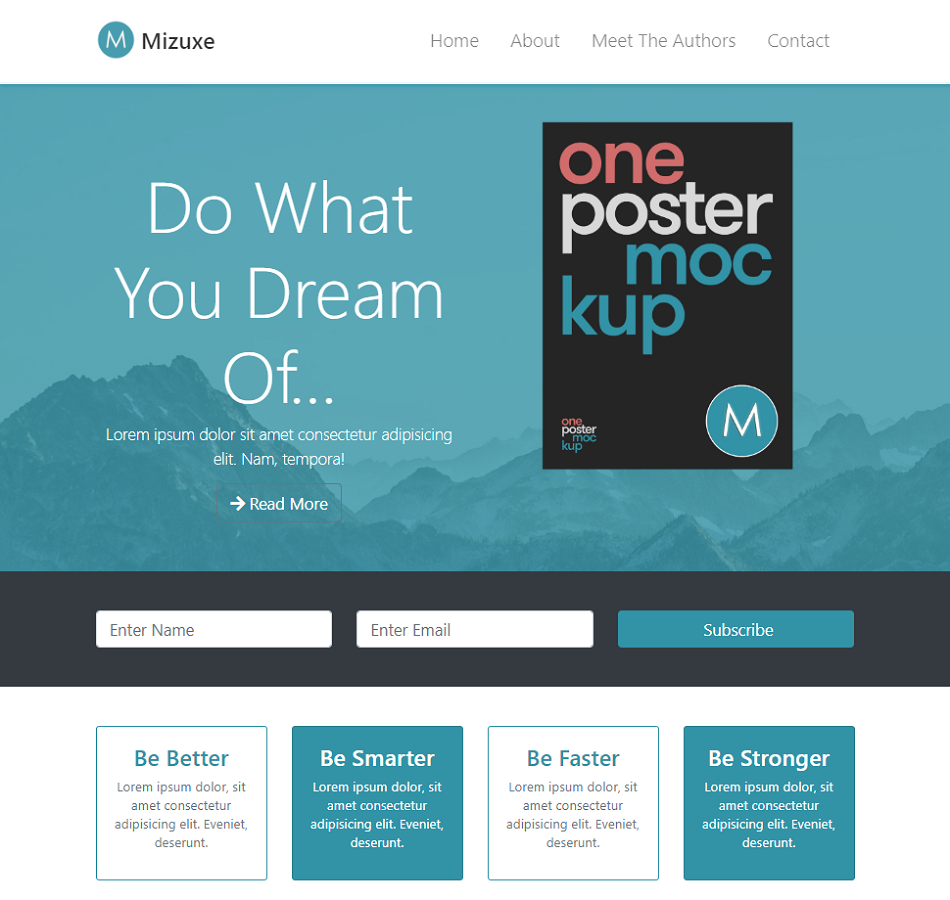 M Mizuxe
Home About Meet The Authors Contact
Do What
You Dream
Of...
Lorem ipsum dolor sit amet consectetur adipisicing
elit. Nam, tempora!
Read More
one
poster
moc
kup
one
poster
moc
kup
M
Enter Name
Enter Email
Subscribe
Be Better
Lorem ipsum dolor, sit
amet consectetur
adipisicing elit. Eveniet,
deserunt.
Be Smarter
Lorem ipsum dolor, sit
amet consectetur
adipisicing elit. Eveniet,
deserunt.
Be Faster
Lorem ipsum dolor, sit
amet consectetur
adipisicing elit. Eveniet,
deserunt.
Be Stronger
Lorem ipsum dolor, sit
amet consectetur
adipisicing elit. Eveniet,
deserunt.